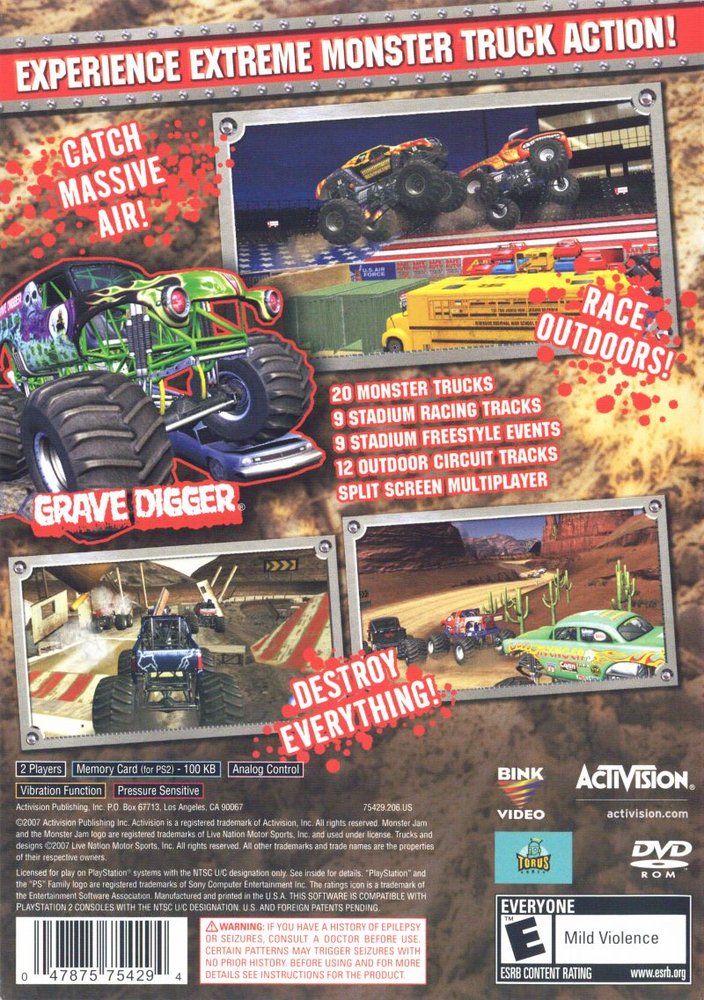 EXPERIENCE EXTREME MONSTER TRUCK ACTION!
CATCH
MASSIVE
AIR!
U.S. AIR
FORCE
RACE
OUTDOORS!
20 MONSTER TRUCKS
9 STADIUM RACING TRACKS
9 STADIUM FREESTYLE EVENTS
12 OUTDOOR CIRCUIT TRACKS
SPLIT SCREEN MULTIPLAYER
GRAVE DIGGER®
DESTROY
EVERYTHING!
2 Players
Memory Card (for PS2) - 100 KB
Analog Control
Vibration Function
Pressure Sensitive
Activision Publishing, Inc. P.O. Box 67713, Los Angeles, CA 90067
75429.206.US
©2007 Activision Publishing, Inc. Activision is a registered trademark of Activision, Inc. All rights reserved. Monster Jam
and the Monster Jam logo are registered trademarks of Live Nation Motor Sports, Inc. and used under license. Trucks and
designs ©2007 Live Nation Motor Sports, Inc. All rights reserved. All other trademarks and trade names are the properties
of their respective owners.
Licensed for play on PlayStation® systems with the NTSC U/C designation only. See inside for details. "PlayStation" and
the "PS" Family logo are registered trademarks of Sony Computer Entertainment Inc. The ratings icon is a trademark of
the Entertainment Software Association. Manufactured and printed in the U.S.A. THIS SOFTWARE IS COMPATIBLE WITH
PLAYSTATION 2 CONSOLES WITH THE NTSC U/C DESIGNATION. U.S. AND FOREIGN PATENTS PENDING.
BINK
VIDEO
ACTIVISION®
activision.com
TORUS
GAMES
DVD
ROM
0 47875 75429 4
WARNING: IF YOU HAVE A HISTORY OF EPILEPSY
OR SEIZURES, CONSULT A DOCTOR BEFORE USE.
CERTAIN PATTERNS MAY TRIGGER SEIZURES WITH
NO PRIOR HISTORY. BEFORE USING AND FOR MORE
DETAILS SEE INSTRUCTIONS FOR THE PRODUCT.
EVERYONE
E
TM
Mild Violence
ESRB CONTENT RATING
www.esrb.org